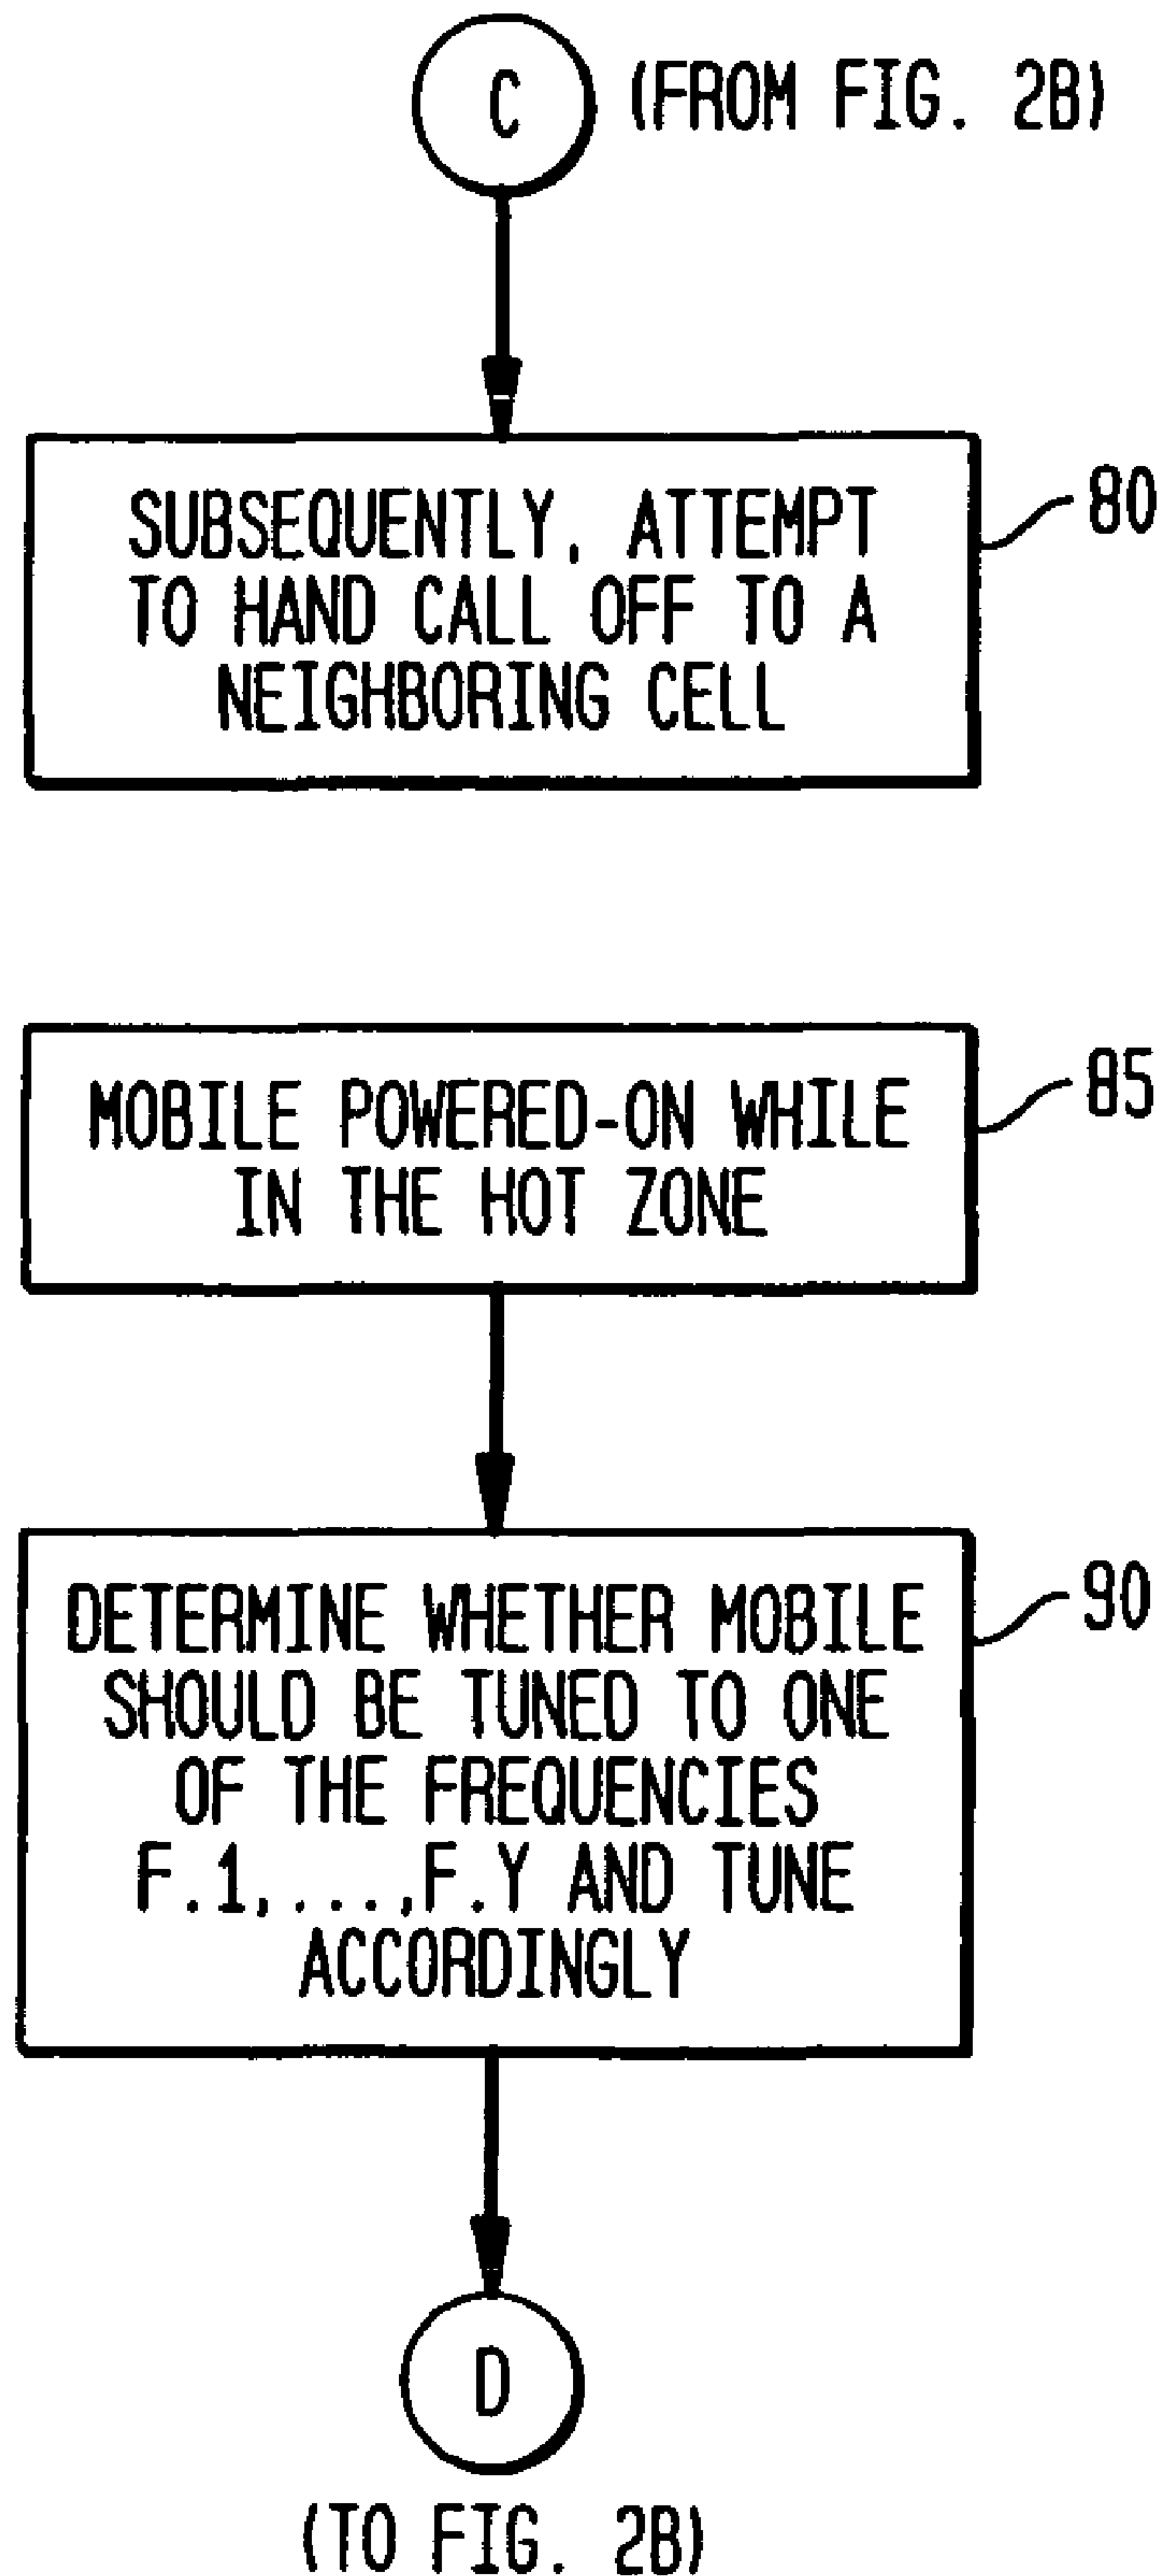 C (FROM FIG. 2B)
SUBSEQUENTLY, ATTEMPT
TO HAND CALL OFF TO A
NEIGHBORING CELL
80
MOBILE POWERED-ON WHILE
IN THE HOT ZONE
85
DETERMINE WHETHER MOBILE
SHOULD BE TUNED TO ONE
OF THE FREQUENCIES
F.1,...,F.Y AND TUNE
ACCORDINGLY
90
D
(TO FIG. 2B)